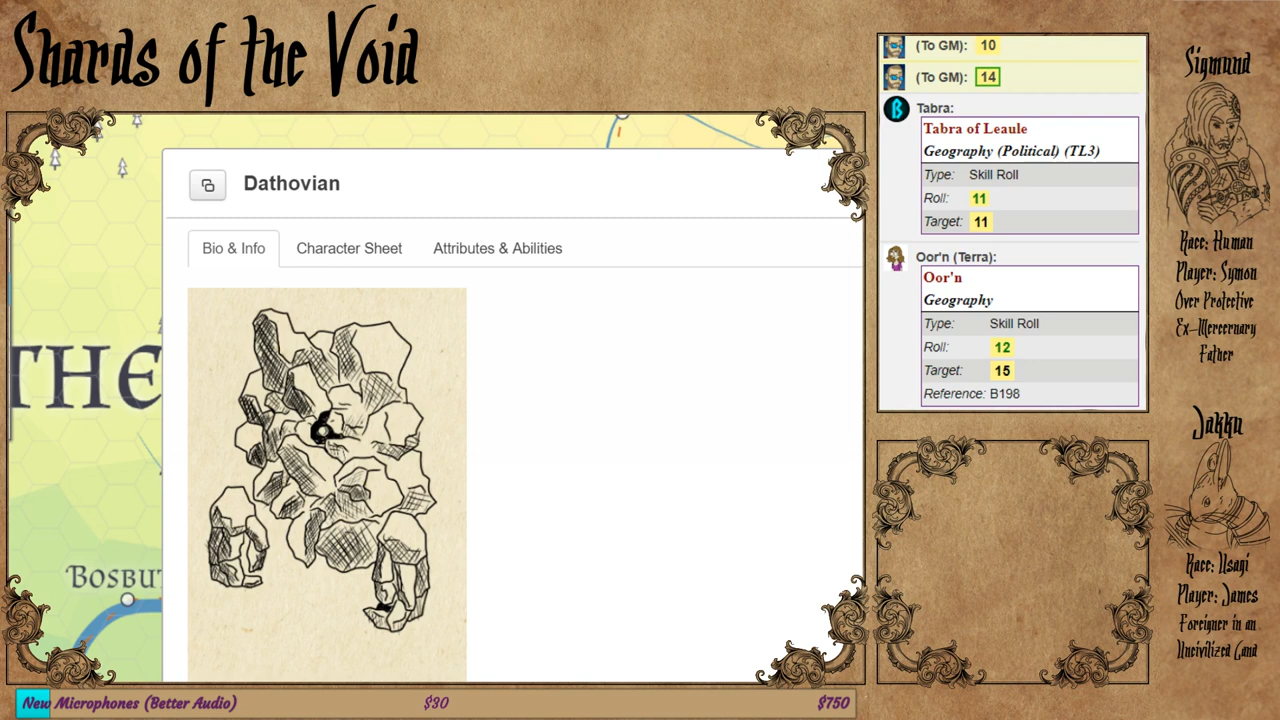 Shards of the Void
Dathovian
Bio & Info
Character Sheet
Attributes & Abilities
THE
BOSBU
(To GM): 10
(To GM): 14
Tabra:
Tabra of Leaule
Geography (Political) (TL3)
Type: Skill Roll
Roll: 11
Target: 11
Oor'n (Terra):
Oor'n
Geography
Type: Skill Roll
Roll: 12
Target: 15
Reference: B198
Sigmund
Race: Human
Player: Symon
Over Protective
Ex-Mercernary
Father
Jakku
Race: Usagi
Player: James
Foreigner in an
Uncivilized Land
New Microphones (Better Audio)
$30
$750